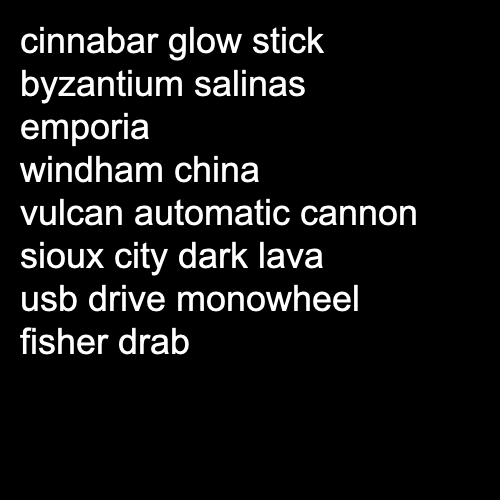 cinnabar glow stick
byzantium salinas
emporia
windham china
vulcan automatic cannon
sioux city dark lava
usb drive monowheel
fisher drab